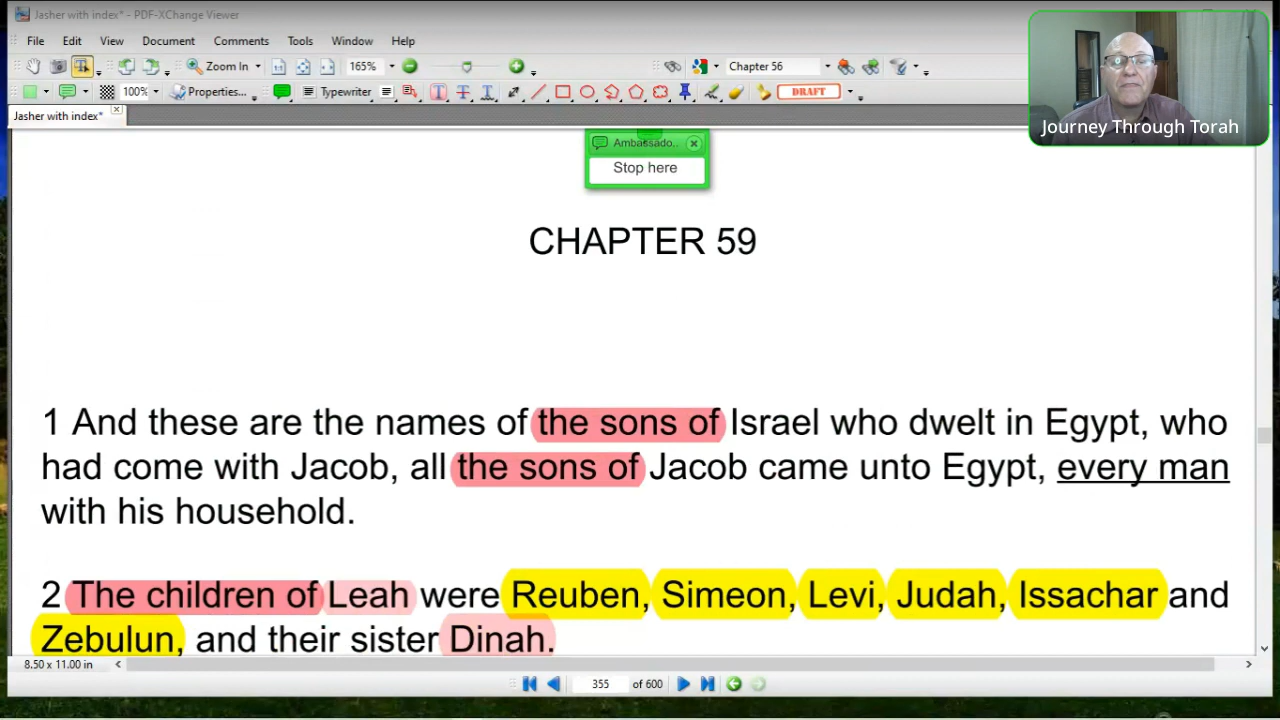 Jasher with index* - PDF-XChange Viewer
File Edit View Document Comments Tools Window Help
Zoom In 165% Chapter 56
100% Properties... Typewriter DRAFT
Jasher with index*
Journey Through Torah
Ambassado..
Stop here
CHAPTER 59
1 And these are the names of the sons of Israel who dwelt in Egypt, who
had come with Jacob, all the sons of Jacob came unto Egypt, every man
with his household.
2 The children of Leah were Reuben, Simeon, Levi, Judah, Issachar and
Zebulun, and their sister Dinah.
8.50 x 11.00 in
355 of 600